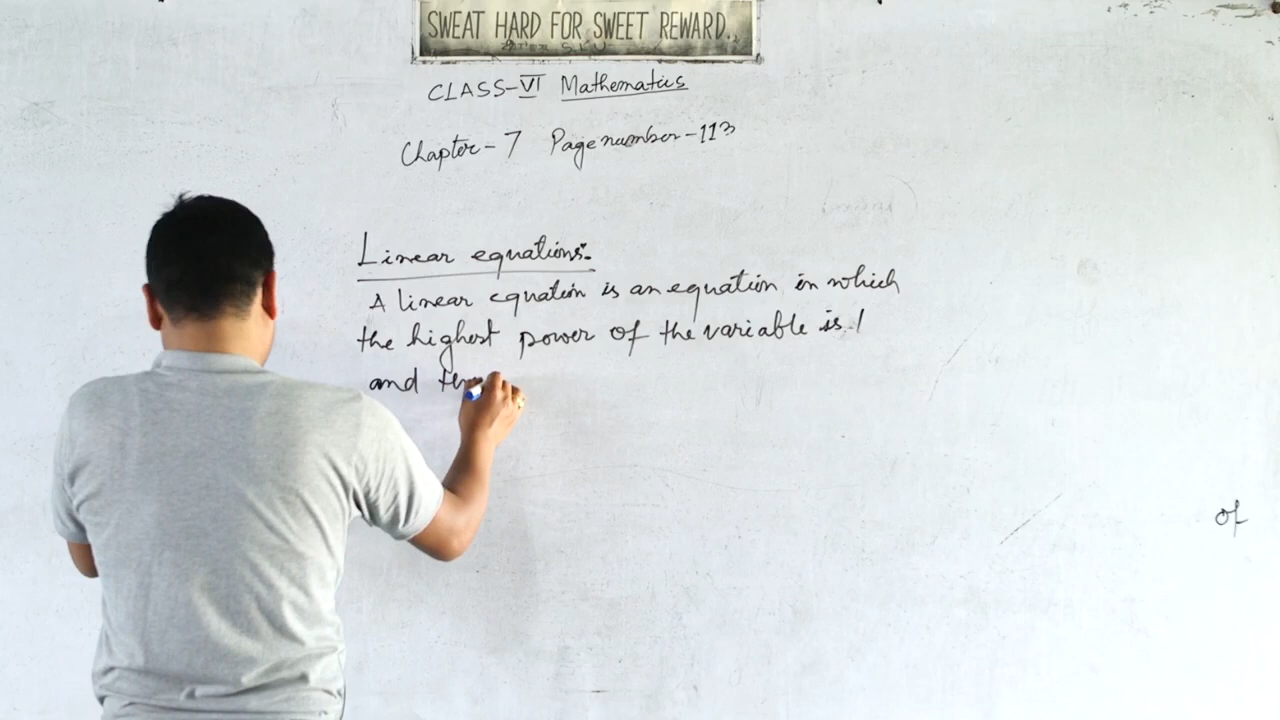 SWEAT HARD FOR SWEET REWARD..
CLASS-VI Mathematics
Chapter-7 Page number-113
Linear equations:-
A linear equation is an equation in which
the highest power of the variable is 1
and
of